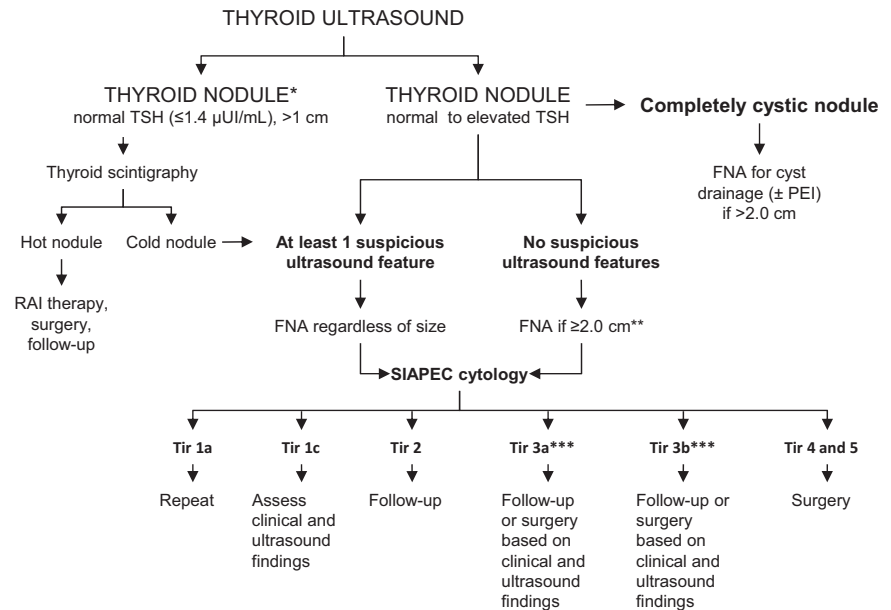 THYROID ULTRASOUND
THYROID NODULE*
normal TSH (≤1.4 µUI/mL), >1 cm
THYROID NODULE
normal to elevated TSH
Completely cystic nodule
Thyroid scintigraphy
FNA for cyst
drainage (± PEI)
if >2.0 cm
Hot nodule
Cold nodule
At least 1 suspicious
ultrasound feature
No suspicious
ultrasound features
RAI therapy,
surgery,
follow-up
FNA regardless of size
FNA if ≥2.0 cm**
SIAPEC cytology
Tir 1a
Tir 1c
Tir 2
Tir 3a***
Tir 3b***
Tir 4 and 5
Repeat
Assess
clinical and
ultrasound
findings
Follow-up
Follow-up
or surgery
based on
clinical and
ultrasound
findings
Follow-up or
surgery
based on
clinical and
ultrasound
findings
Surgery